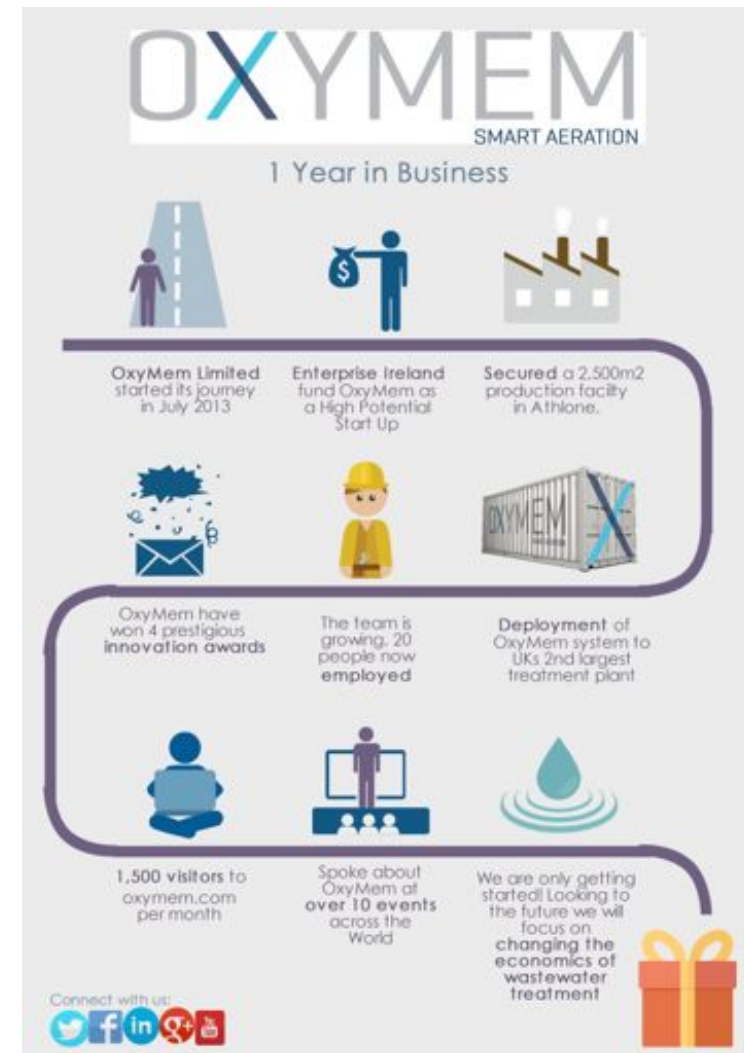 OXYMEM
SMART AERATION
1 Year in Business
$
OxyMem Limited
started its journey
in July 2013
Enterprise Ireland
fund OxyMem as
a High Potential
Start Up
Secured a 2,500m2
production facility
in Athlone.
OxyMem have
won 4 prestigious
innovation awards
The team is
growing. 20
people now
employed
OXYMEM
Deployment of
OxyMem system to
UKs 2nd largest
treatment plant
1,500 visitors to
oxymem.com
per month
Spoke about
OxyMem at
over 10 events
across the
World
We are only getting
started! Looking to
the future we will
focus on
changing the
economics of
wastewater
treatment
Connect with us:
in
g+